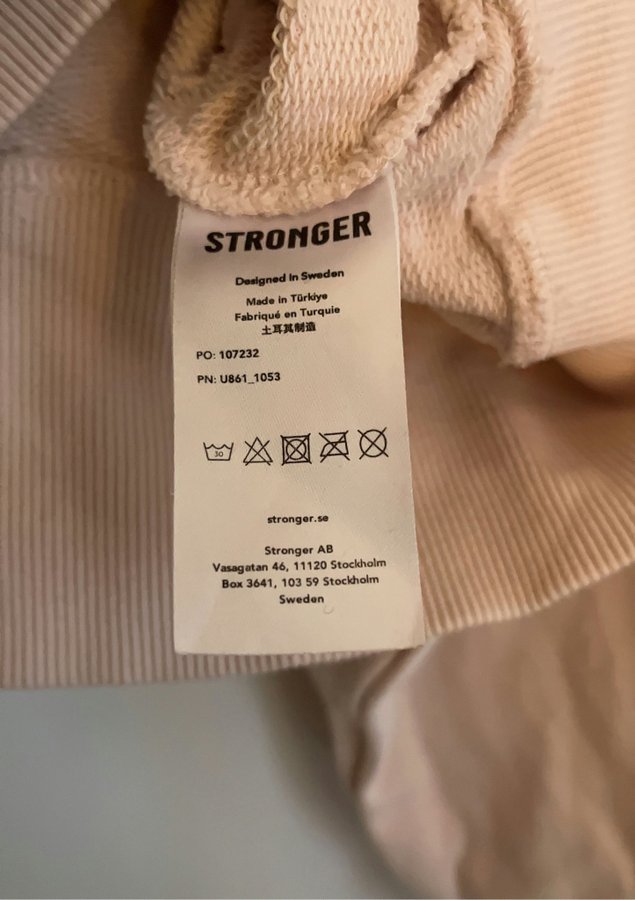 STRONGER
Designed in Sweden
Made in Türkiye
Fabriqué en Turquie
土耳其制造
PO: 107232
PN: U861_1053
30
stronger.se
Stronger AB
Vasagatan 46, 11120 Stockholm
Box 3641, 103 59 Stockholm
Sweden